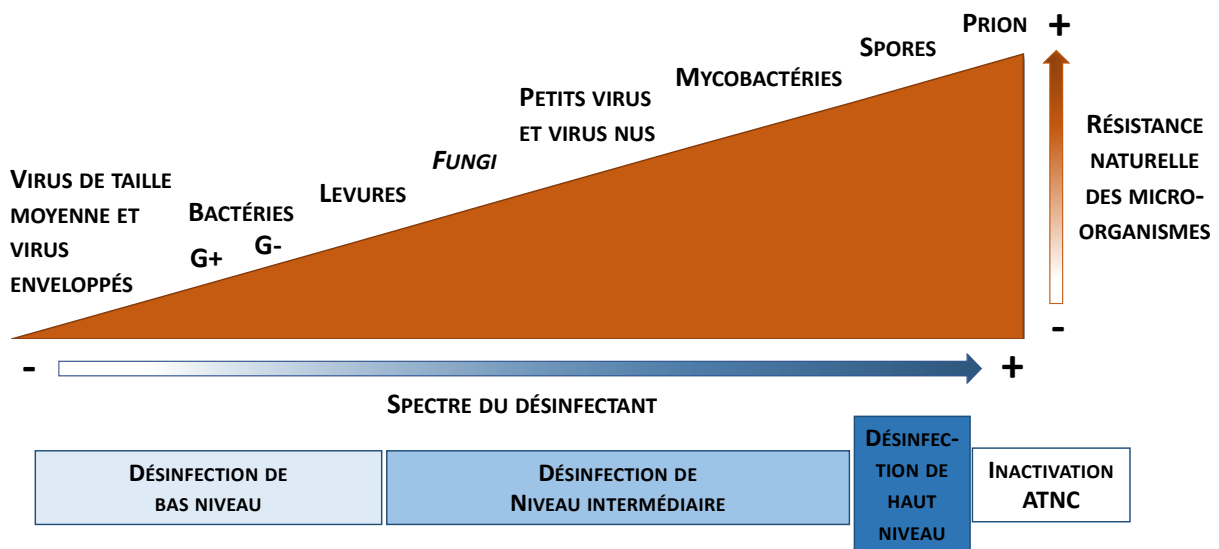 PRION
+
SPORES
MYCOBACTÉRIES
PETITS VIRUS
ET VIRUS NUS
FUNGI
LEVURES
BACTÉRIES
G+
G-
VIRUS DE TAILLE
MOYENNE ET
VIRUS
ENVELOPPÉS
RÉSISTANCE
NATURELLE
DES MICRO-
ORGANISMES
-
-
+
SPECTRE DU DÉSINFECTANT
DÉSINFECTION DE
BAS NIVEAU
DÉSINFECTION DE
NIVEAU INTERMÉDIAIRE
DÉSINFEC-
TION DE
HAUT
NIVEAU
INACTIVATION
ATNC